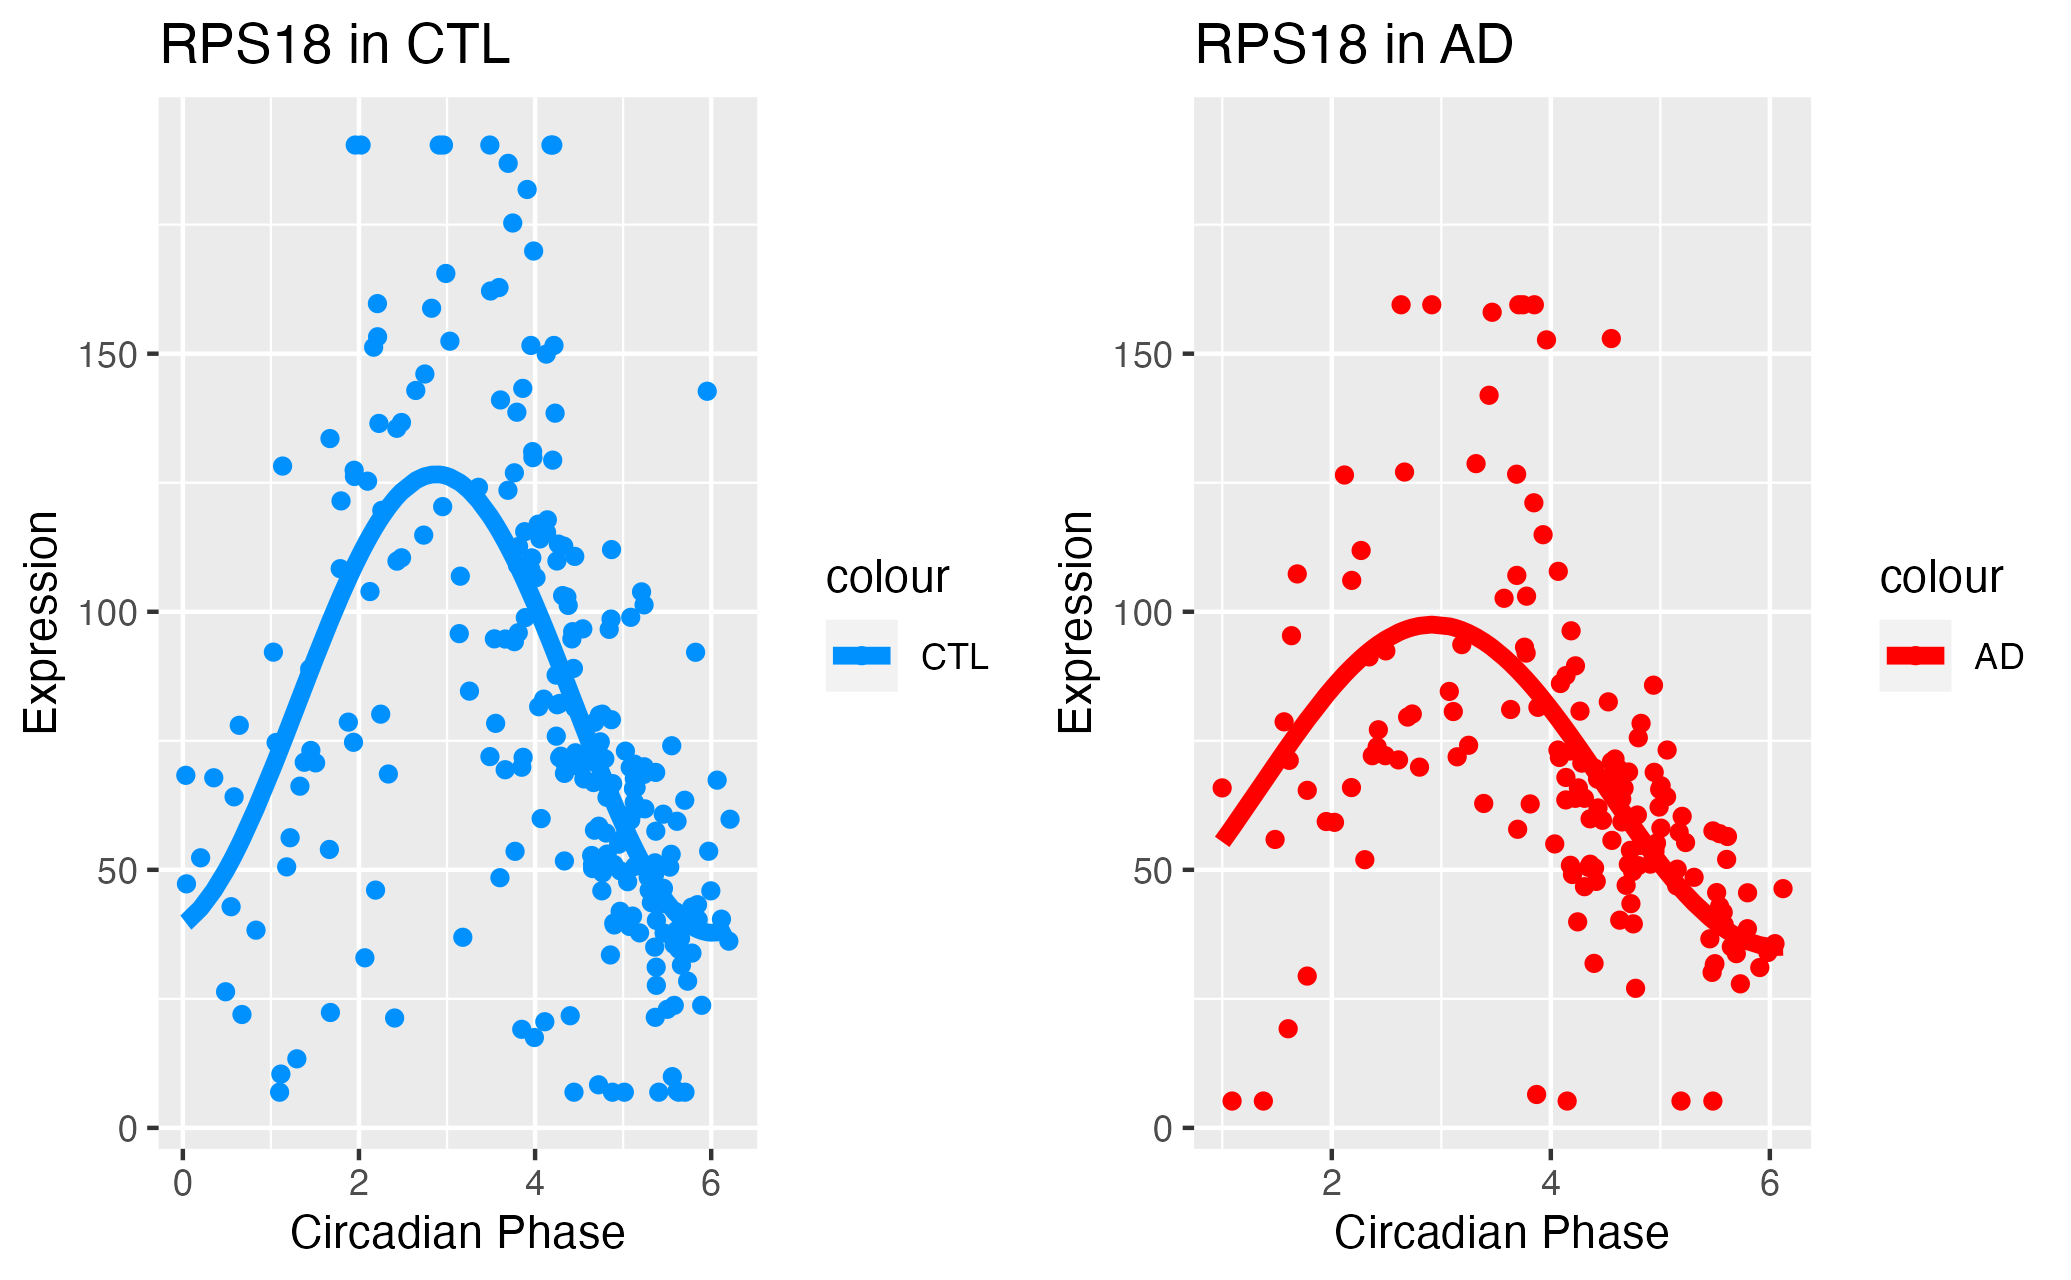 RPS18 in CTL
Expression
150
100
50
0
0 2 4 6
Circadian Phase
colour
CTL
RPS18 in AD
Expression
150
100
50
0
2 4 6
Circadian Phase
colour
AD